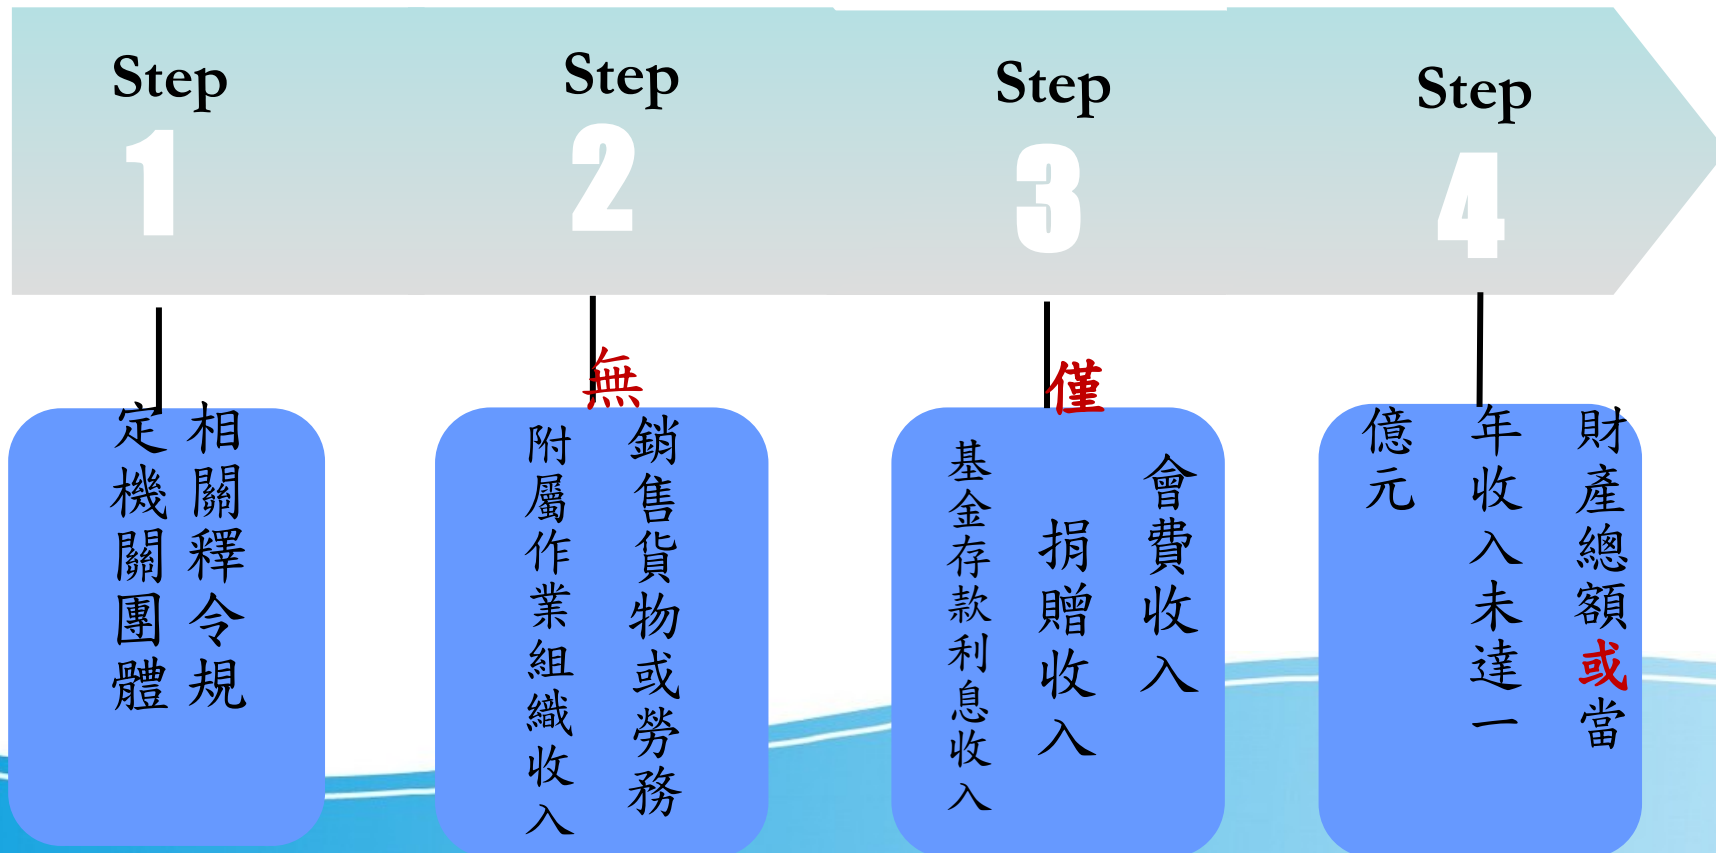 Step
1
Step
2
Step
3
Step
4
相關釋令規
定機關團體
無
銷售貨物或勞務
附屬作業組織收入
僅
會費收入
捐贈收入
基金存款利息收入
財產總額或當
年收入未達一
億元